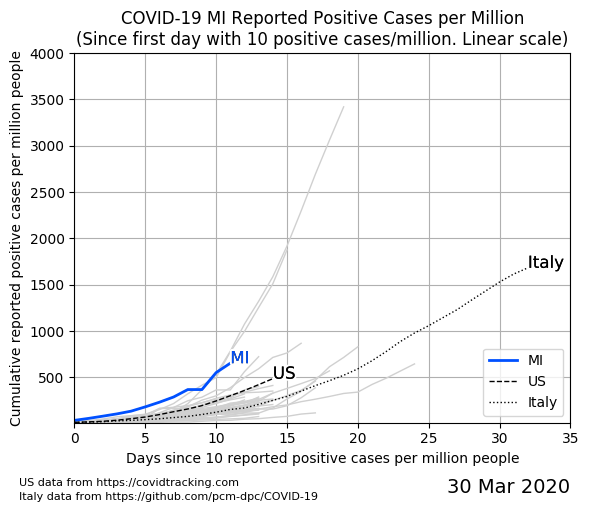 COVID-19 MI Reported Positive Cases per Million
(Since first day with 10 positive cases/million. Linear scale)
Cumulative reported positive cases per million people
4000
3500
3000
2500
2000
1500
1000
500
Italy
MI
US
MI
US
Italy
0 5 10 15 20 25 30 35
Days since 10 reported positive cases per million people
US data from https://covidtracking.com
Italy data from https://github.com/pcm-dpc/COVID-19
30 Mar 2020